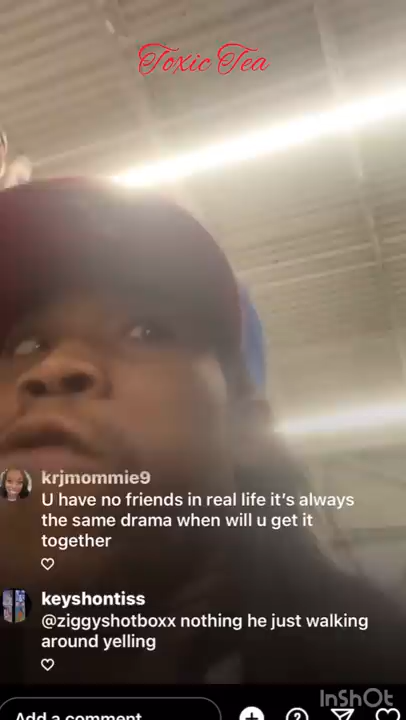 Toxic Tea
krjmommie9
U have no friends in real life it's always
the same drama when will u get it
together
keyshontiss
@ziggyshotboxx nothing he just walking
around yelling
Add a comment
InShOt